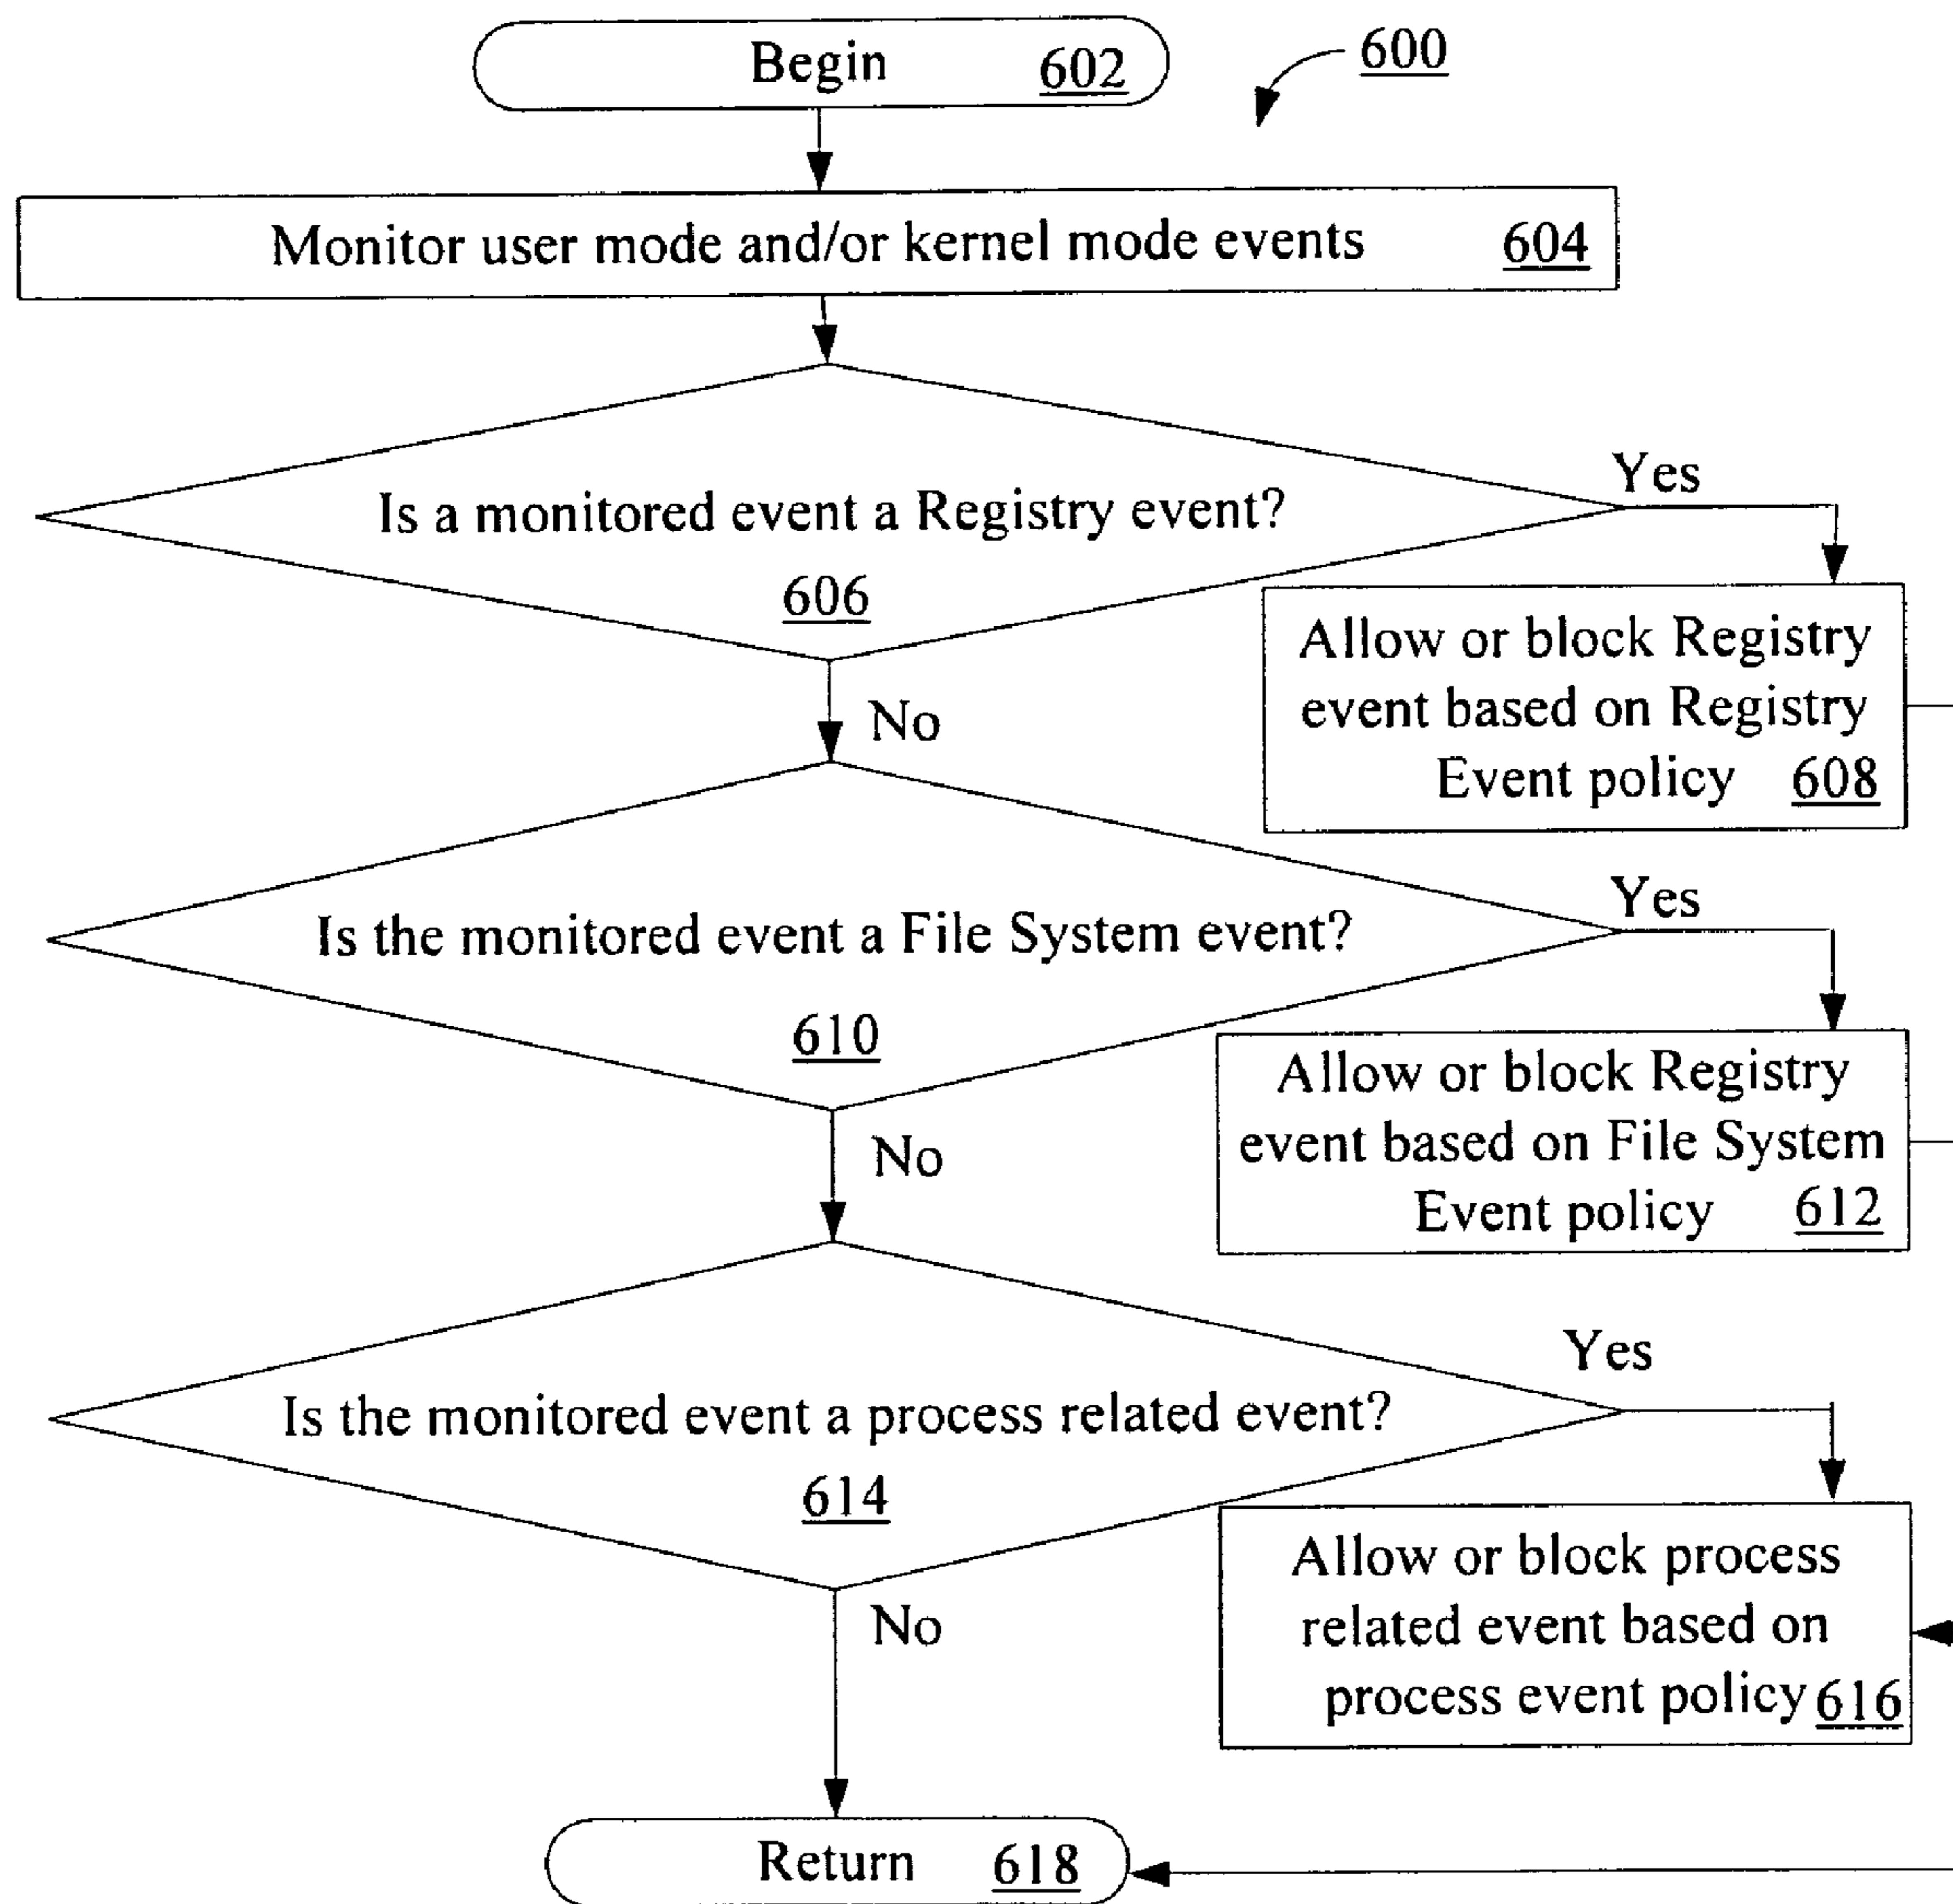 Begin 602
600
Monitor user mode and/or kernel mode events 604
Is a monitored event a Registry event?
606
Yes
Allow or block Registry
event based on Registry
Event policy 608
No
Is the monitored event a File System event?
610
Yes
Allow or block Registry
event based on File System
Event policy 612
No
Is the monitored event a process related event?
614
Yes
Allow or block process
related event based on
process event policy 616
No
Return 618